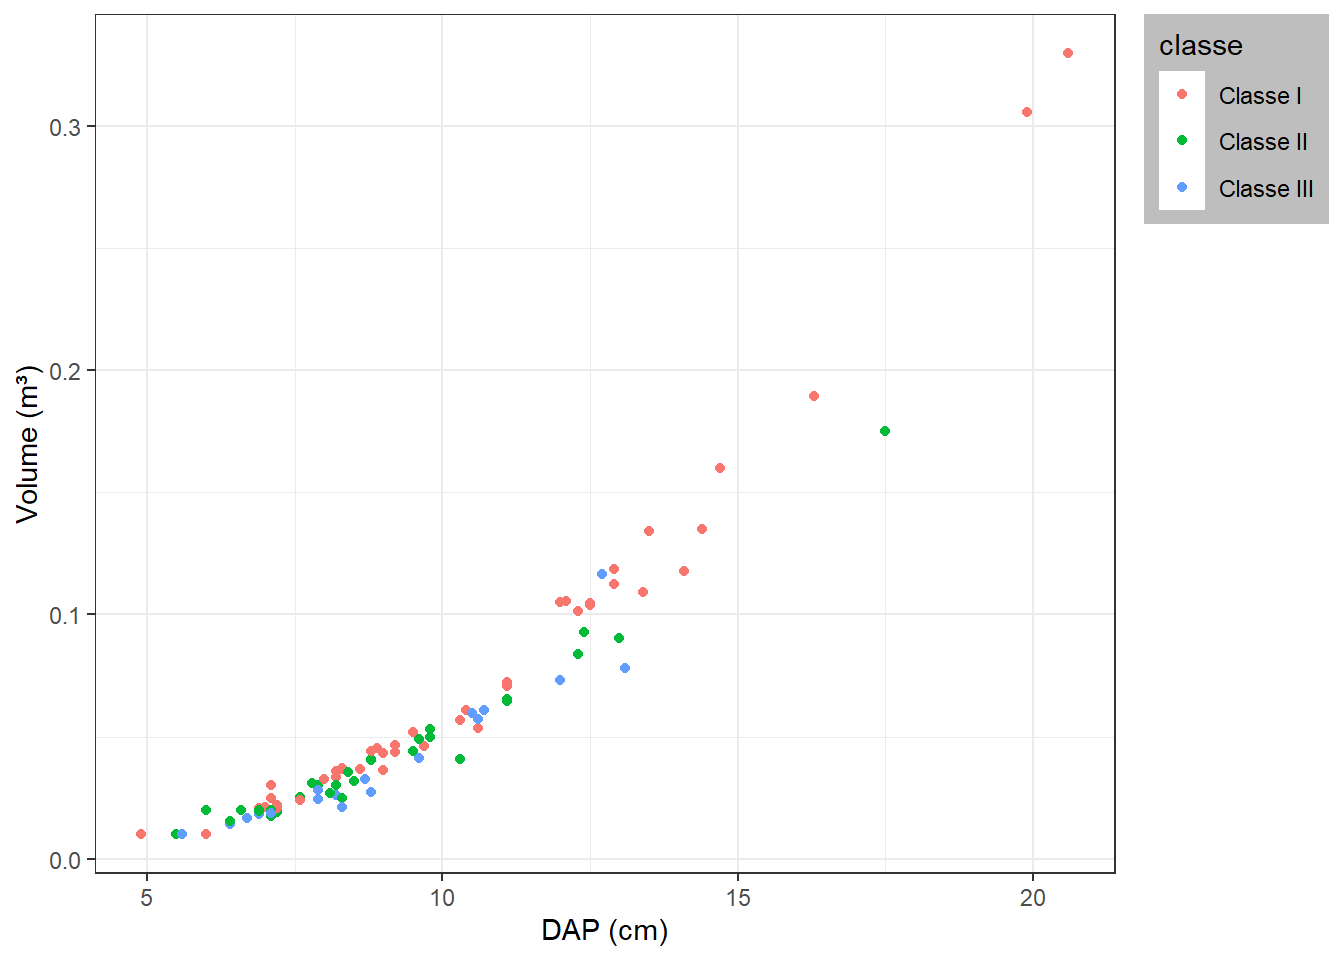 classe
Classe I
Classe II
Classe III
Volume (m³)
0.3
0.2
0.1
0.0
5
10
15
20
DAP (cm)